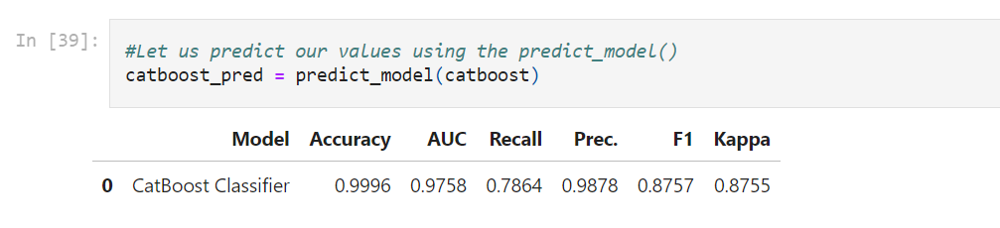 In [39]:
#Let us predict our values using the predict_model()
catboost_pred = predict_model(catboost)
Model Accuracy AUC Recall Prec. F1 Kappa
0 CatBoost Classifier 0.9996 0.9758 0.7864 0.9878 0.8757 0.8755